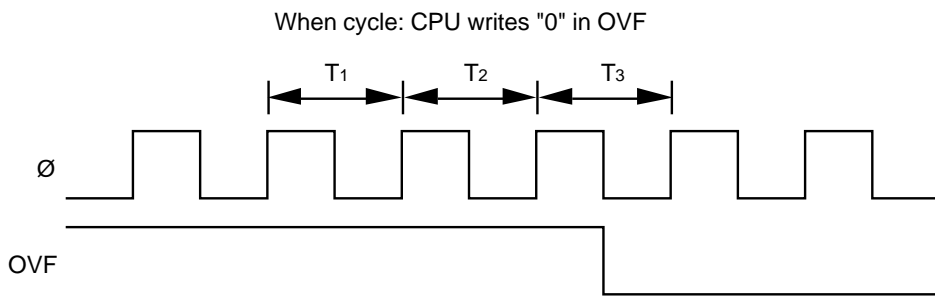 When cycle: CPU writes "0" in OVF
T1 T2 T3
Ø
OVF